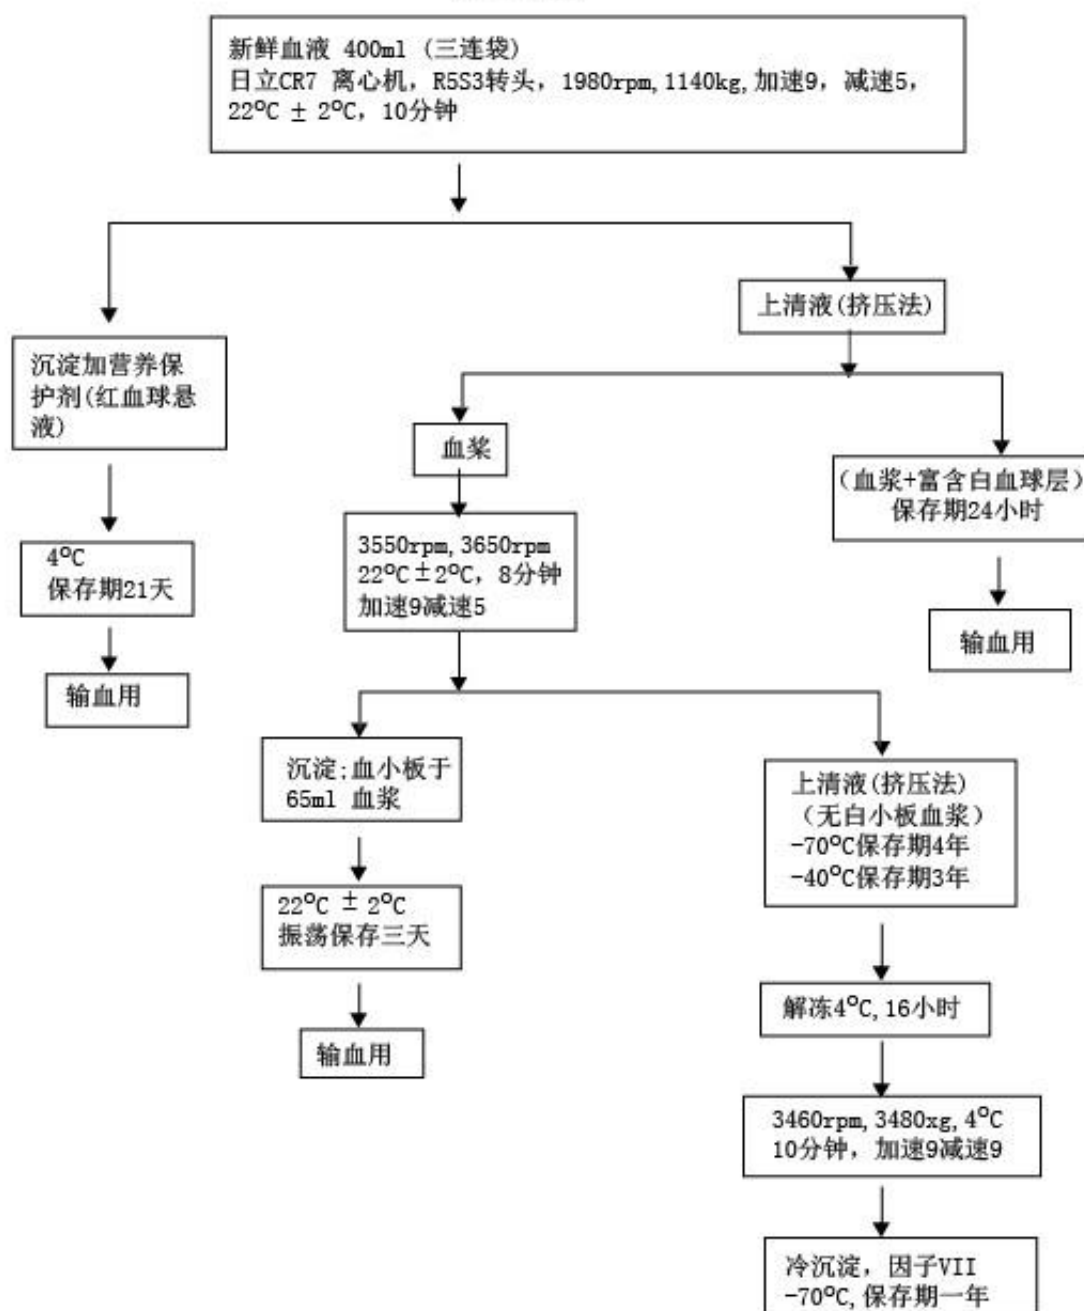 新鲜血液 400ml (三连袋)
日立CR7 离心机，R5S3转头，1980rpm,1140kg,加速9，减速5，
22°C ± 2°C，10分钟
上清液(挤压法)
沉淀加营养保
护剂(红血球悬
液)
血浆
（血浆+富含白血球层）
保存期24小时
3550rpm,3650rpm
22°C±2°C，8分钟
加速9减速5
4°C
保存期21天
输血用
输血用
沉淀;血小板于
65ml 血浆
上清液(挤压法)
（无白小板血浆）
-70°C保存期4年
-40°C保存期3年
22°C ± 2°C
振荡保存三天
解冻4°C,16小时
输血用
3460rpm,3480xg,4°C
10分钟，加速9减速9
冷沉淀，因子VII
-70°C,保存期一年